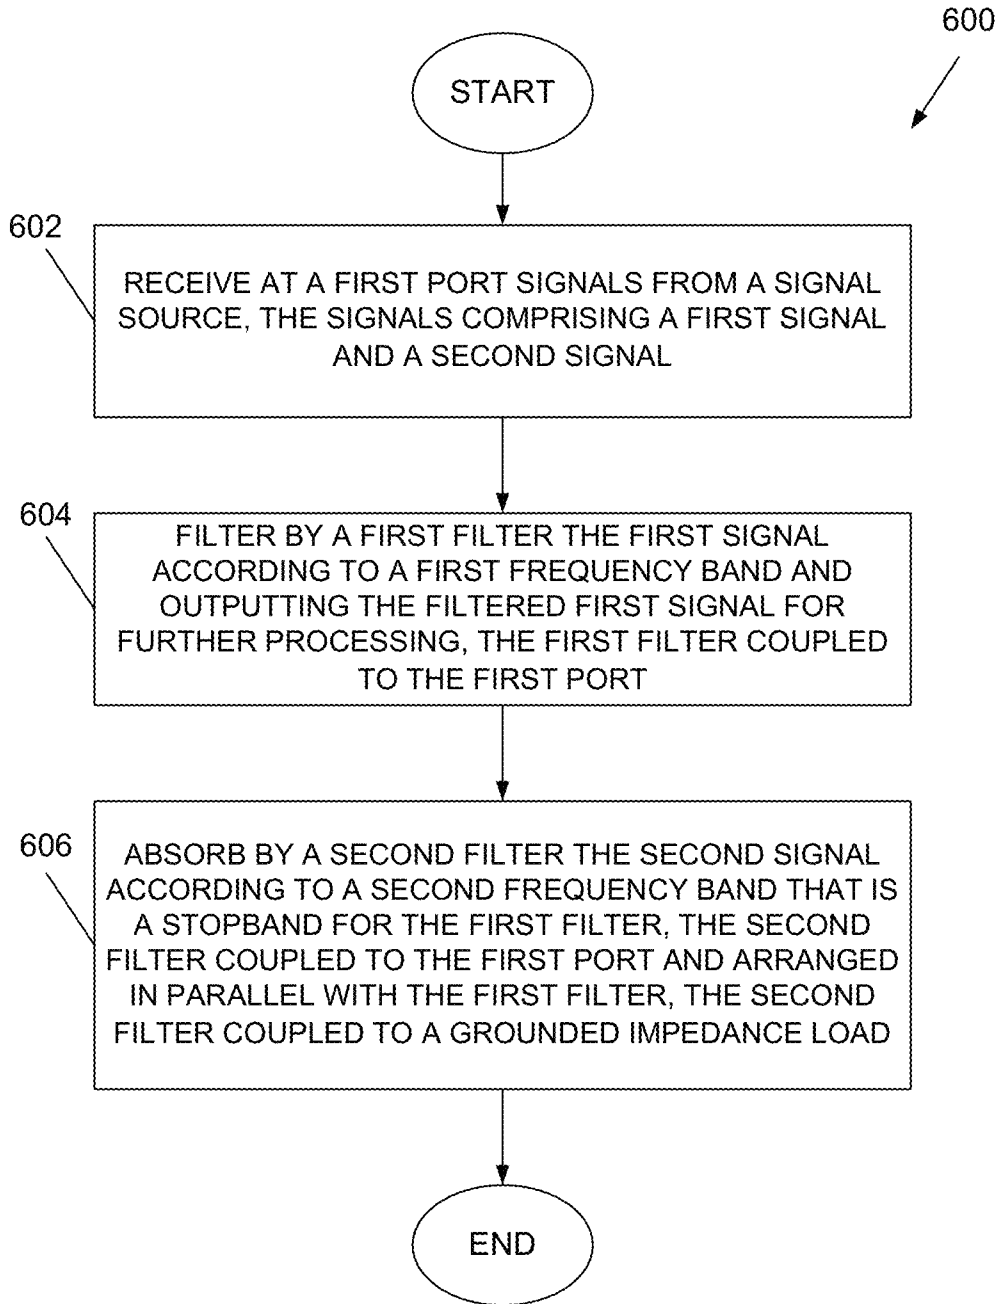 600
START
602
RECEIVE AT A FIRST PORT SIGNALS FROM A SIGNAL
SOURCE, THE SIGNALS COMPRISING A FIRST SIGNAL
AND A SECOND SIGNAL
604
FILTER BY A FIRST FILTER THE FIRST SIGNAL
ACCORDING TO A FIRST FREQUENCY BAND AND
OUTPUTTING THE FILTERED FIRST SIGNAL FOR
FURTHER PROCESSING, THE FIRST FILTER COUPLED
TO THE FIRST PORT
606
ABSORB BY A SECOND FILTER THE SECOND SIGNAL
ACCORDING TO A SECOND FREQUENCY BAND THAT IS
A STOPBAND FOR THE FIRST FILTER, THE SECOND
FILTER COUPLED TO THE FIRST PORT AND ARRANGED
IN PARALLEL WITH THE FIRST FILTER, THE SECOND
FILTER COUPLED TO A GROUNDED IMPEDANCE LOAD
END